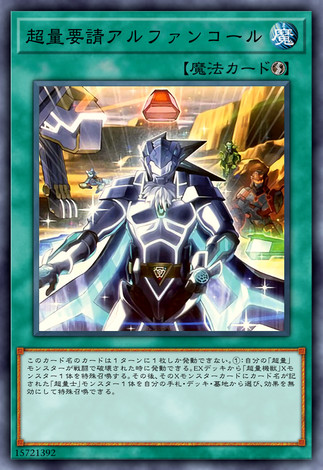 超量要請アルファンコール
魔
【魔法カード】
このカード名のカードは1ターンに1枚しか発動できない。①：自分の「超量」
モンスターが戦闘で破壊された時に発動できる。EXデッキから「超量機獣」Xモ
ンスター1体を特殊召喚する。その後、そのXモンスターカードにカード名が記
された「超量士」モンスター1体を自分の手札・デッキ・墓地から選び、効果を無
効にして特殊召喚できる。
15721392